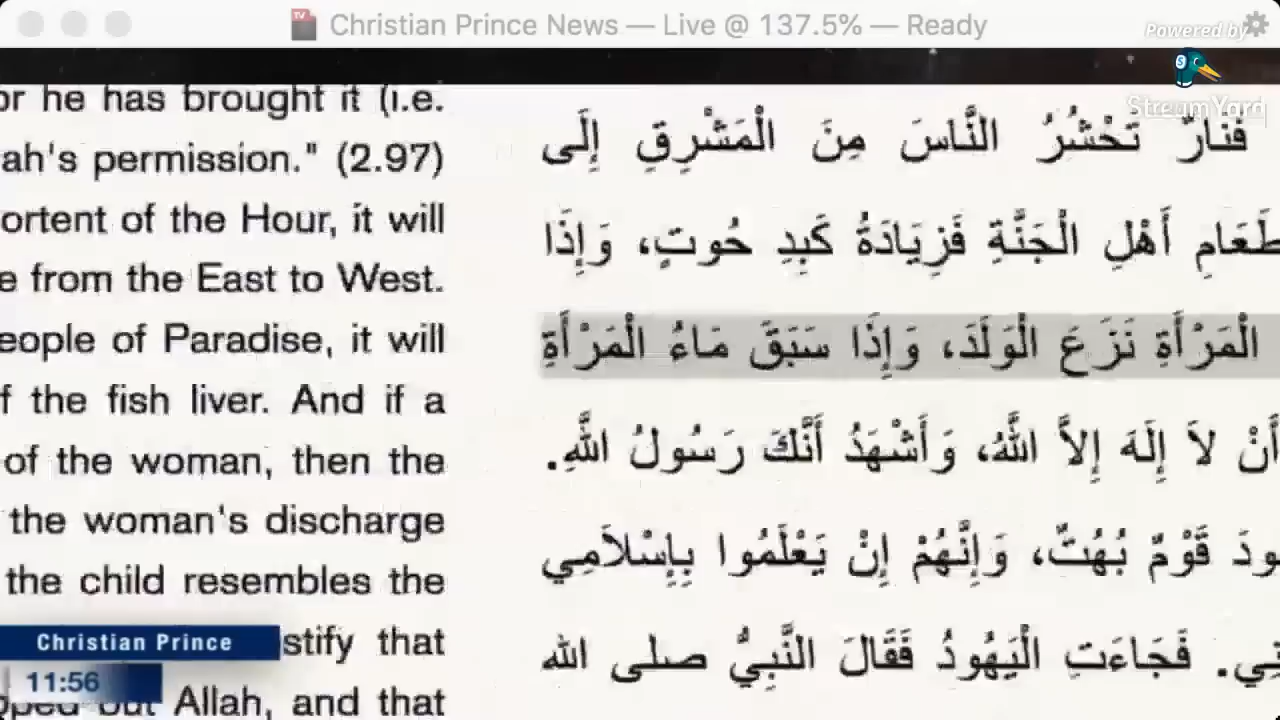 Christian Prince News — Live @ 137.5% — Ready
Powered by
StreamYard
or he has brought it (i.e.
ah's permission." (2.97)
ortent of the Hour, it will
e from the East to West.
eople of Paradise, it will
f the fish liver. And if a
of the woman, then the
the woman's discharge
the child resembles the
stify that
but Allah, and that
فَنَارٌ تَحْشُرُ النَّاسَ مِنَ الْمَشْرِقِ إِلَى
طَعَامِ أَهْلِ الْجَنَّةِ فَزِيَادَةُ كَبِدِ حُوتٍ، وَإِذَا
الْمَرْأَةِ نَزَعَ الْوَلَدَ، وَإِذَا سَبَقَ مَاءُ الْمَرْأَةِ
أَنْ لاَ إِلَهَ إِلاَّ اللَّهُ، وَأَشْهَدُ أَنَّكَ رَسُولُ اللَّهِ.
ودَ قَوْمٌ بُهُتٌ، وَإِنَّهُمْ إِنْ يَعْلَمُوا بِإِسْلاَمِي
نِي. فَجَاءَتِ الْيَهُودُ فَقَالَ النَّبِيُّ صلى الله
Christian Prince
11:56